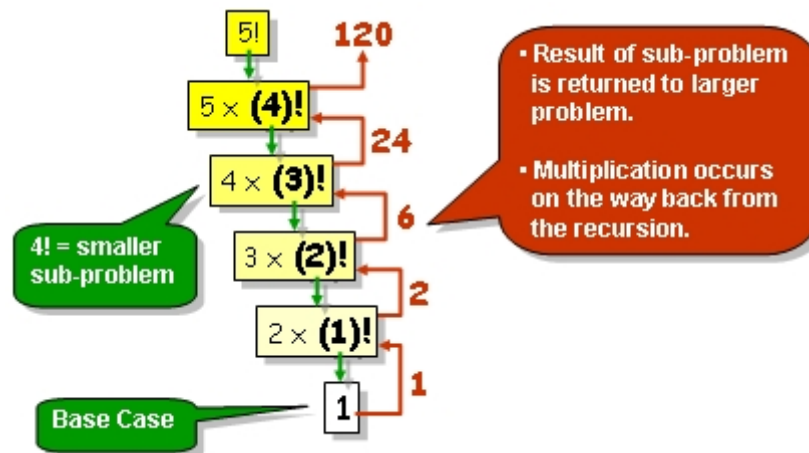 5!
120
5 × (4)!
24
4 × (3)!
6
3 × (2)!
2
2 × (1)!
1
1
4! = smaller
sub-problem
Base Case
• Result of sub-problem
is returned to larger
problem.
• Multiplication occurs
on the way back from
the recursion.